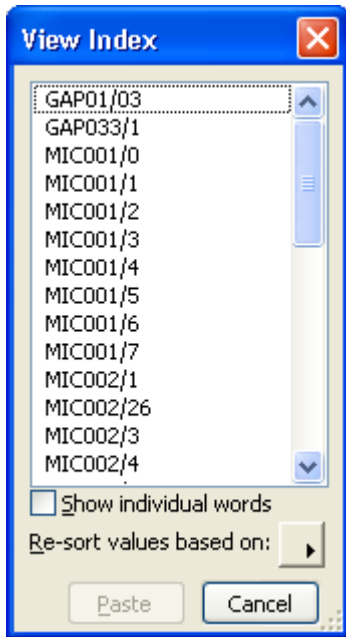 View Index
GAP01/03
GAP033/1
MIC001/0
MIC001/1
MIC001/2
MIC001/3
MIC001/4
MIC001/5
MIC001/6
MIC001/7
MIC002/1
MIC002/26
MIC002/3
MIC002/4
Show individual words
Re-sort values based on:
Paste
Cancel